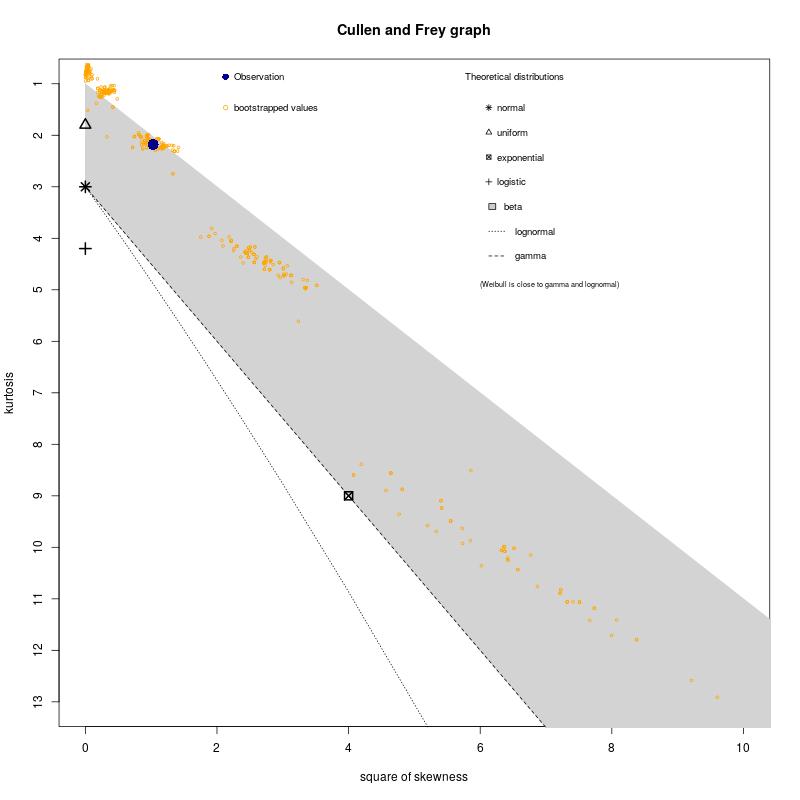 Cullen and Frey graph
Observation
bootstrapped values
Theoretical distributions
normal
uniform
exponential
logistic
beta
lognormal
gamma
(Weibull is close to gamma and lognormal)
kurtosis
1
2
3
4
5
6
7
8
9
10
11
12
13
0 2 4 6 8 10
square of skewness